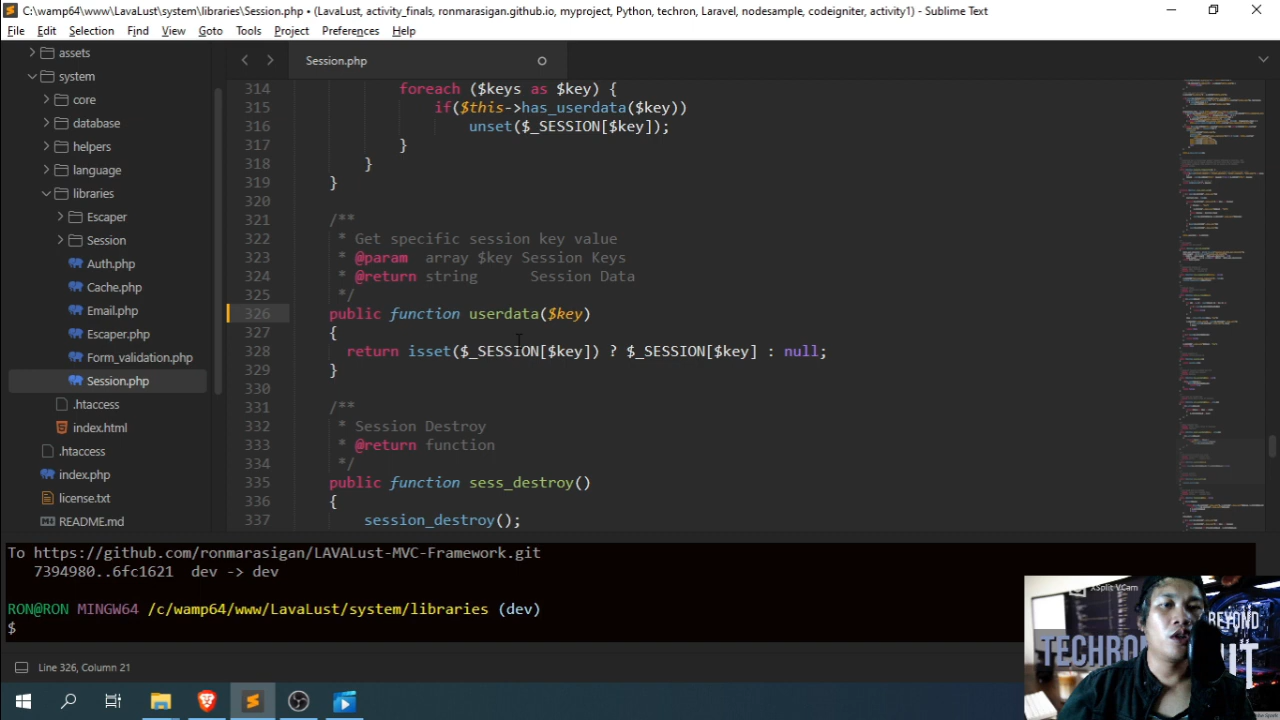 C:\wamp64\www\LavaLust\system\libraries\Session.php • (LavaLust, activity_finals, ronmarasigan.github.io, myproject, Python, techron, Laravel, nodesample, codeigniter, activity1) - Sublime Text
File Edit Selection Find View Goto Tools Project Preferences Help
assets
system
core
database
helpers
language
libraries
Escaper
Session
Auth.php
Cache.php
Email.php
Escaper.php
Form_validation.php
Session.php
.htaccess
index.html
.htaccess
index.php
license.txt
README.md
Session.php
314 foreach ($keys as $key) {
315 if($this->has_userdata($key))
316 unset($_SESSION[$key]);
317 }
318 }
319 }
320
321 /**
322 * Get specific session key value
323 * @param array $key Session Keys
324 * @return string Session Data
325 */
326 public function userdata($key)
327 {
328 return isset($_SESSION[$key]) ? $_SESSION[$key] : null;
329 }
330
331 /**
332 * Session Destroy
333 * @return function
334 */
335 public function sess_destroy()
336 {
337 session_destroy();
To https://github.com/ronmarasigan/LAVALust-MVC-Framework.git
7394980..6fc1621 dev -> dev
RON@RON MINGW64 /c/wamp64/www/LavaLust/system/libraries (dev)
$
Line 326, Column 21
XSplit VCam
BEYOND
TECHRON